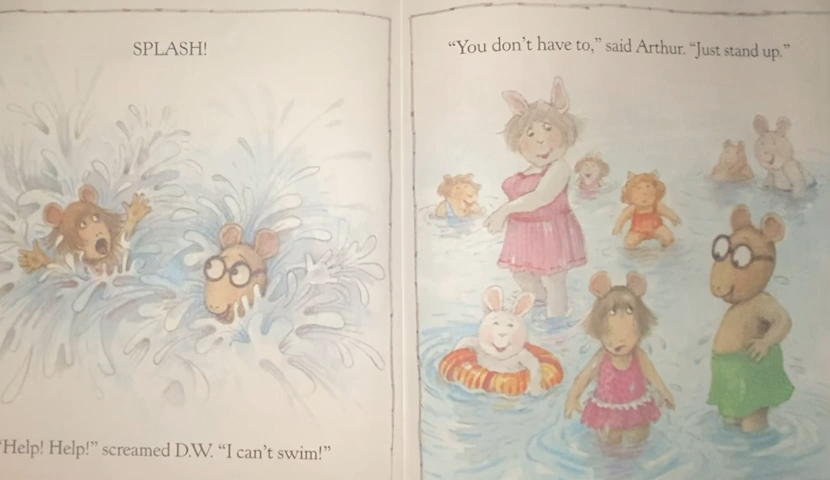 SPLASH!
"Help! Help!" screamed D.W. "I can't swim!"
"You don't have to," said Arthur. "Just stand up."